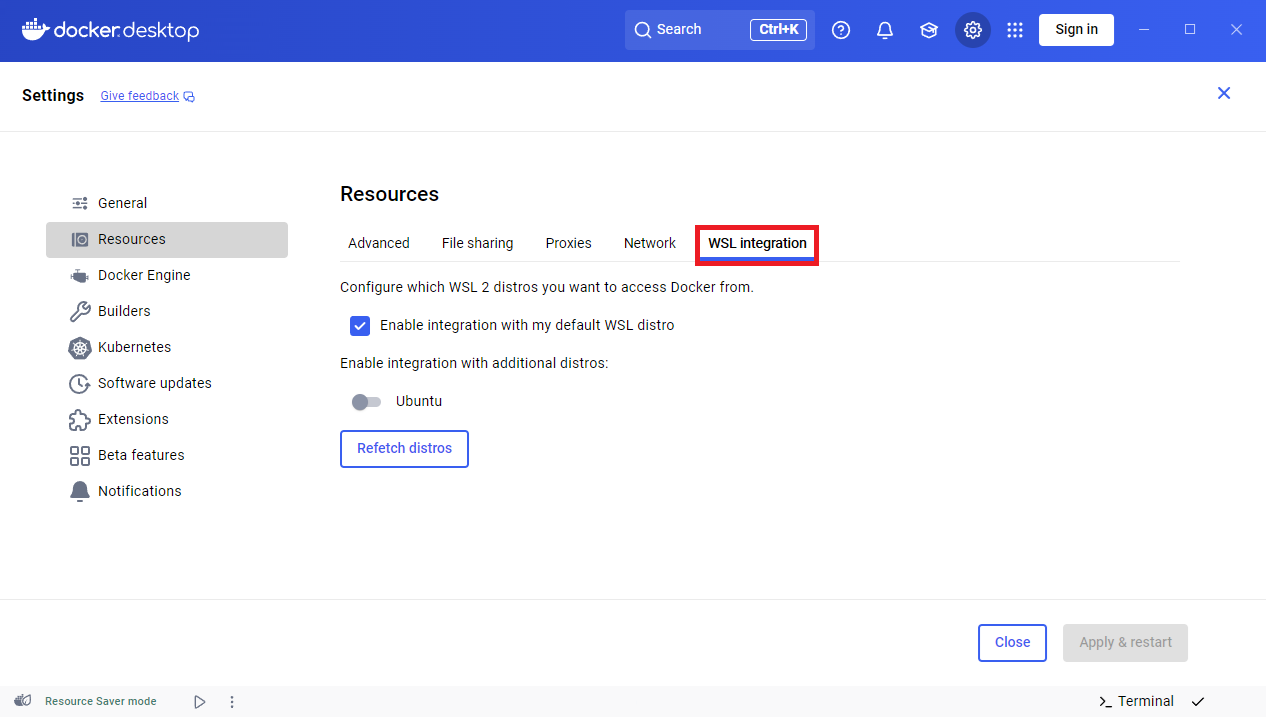 docker desktop
Search Ctrl+K
Sign in
Settings Give feedback
General
Resources
Docker Engine
Builders
Kubernetes
Software updates
Extensions
Beta features
Notifications
Resources
Advanced File sharing Proxies Network WSL integration
Configure which WSL 2 distros you want to access Docker from.
Enable integration with my default WSL distro
Enable integration with additional distros:
Ubuntu
Refetch distros
Close Apply & restart
Resource Saver mode
Terminal